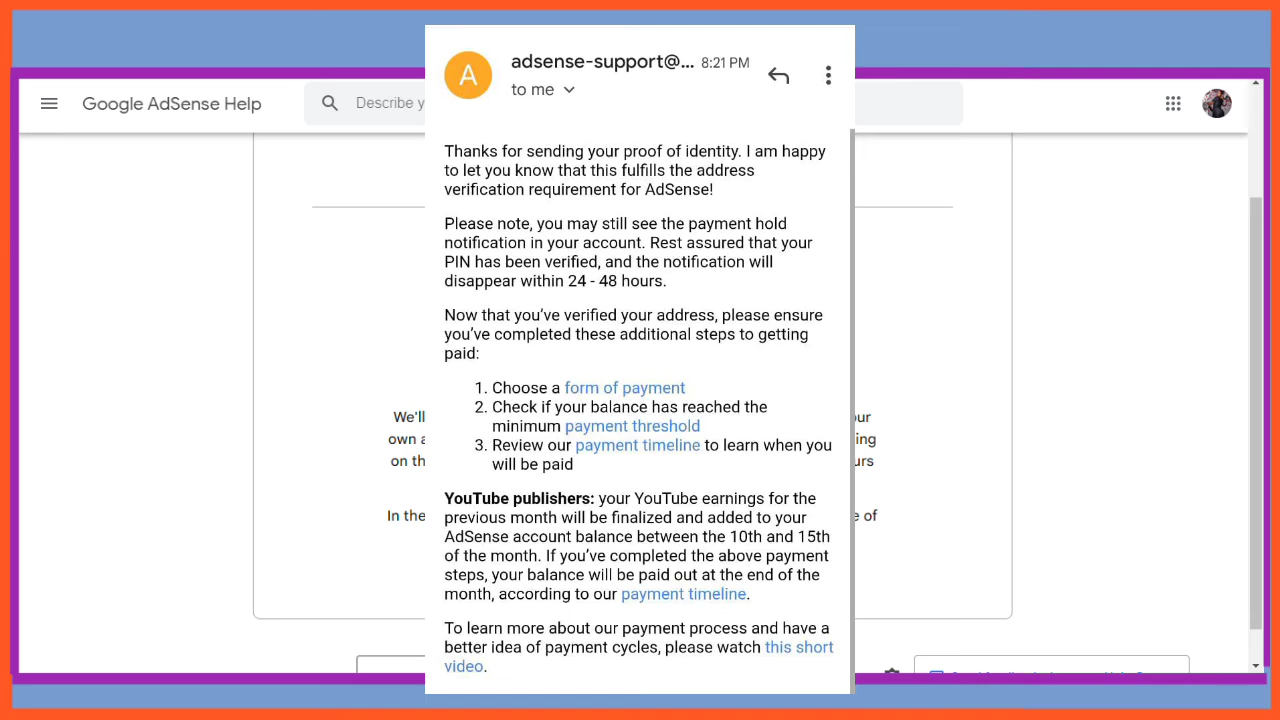 adsense-support@... 8:21 PM
A
to me
Google AdSense Help
Describe y
Thanks for sending your proof of identity. I am happy
to let you know that this fulfills the address
verification requirement for AdSense!
Please note, you may still see the payment hold
notification in your account. Rest assured that your
PIN has been verified, and the notification will
disappear within 24 - 48 hours.
Now that you've verified your address, please ensure
you've completed these additional steps to getting
paid:
1. Choose a form of payment
2. Check if your balance has reached the
minimum payment threshold
3. Review our payment timeline to learn when you
will be paid
YouTube publishers: your YouTube earnings for the
previous month will be finalized and added to your
AdSense account balance between the 10th and 15th
of the month. If you've completed the above payment
steps, your balance will be paid out at the end of the
month, according to our payment timeline.
To learn more about our payment process and have a
better idea of payment cycles, please watch this short
video.
We'll
own a
on th
In the
ing
e of